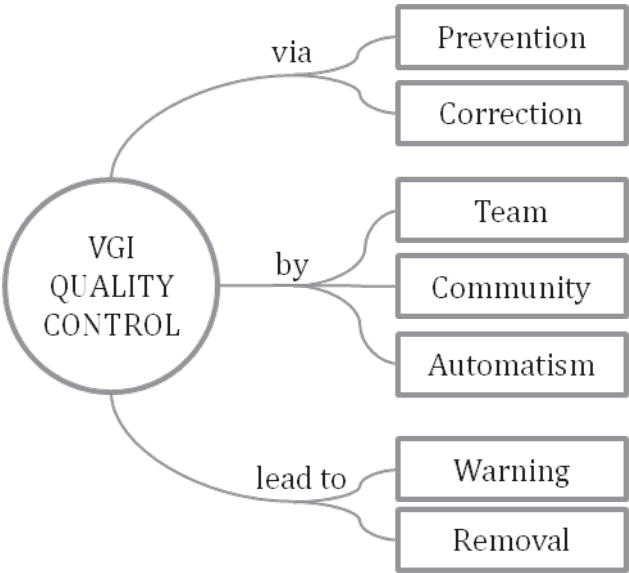 via
Prevention
Correction
VGI
QUALITY
CONTROL
by
Team
Community
Automatism
lead to
Warning
Removal